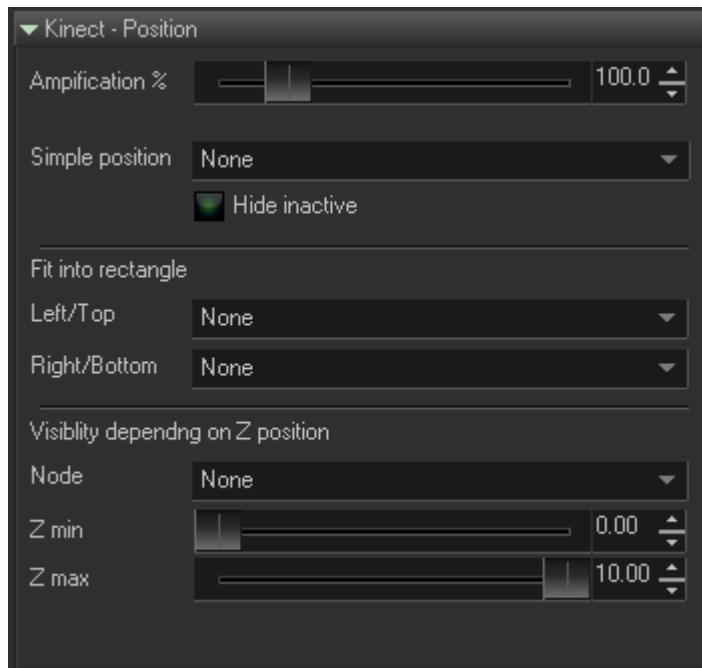 Kinect - Position
Ampification % 100.0
Simple position None
Hide inactive
Fit into rectangle
Left/Top None
Right/Bottom None
Visiblity dependng on Z position
Node None
Z min 0.00
Z max 10.00